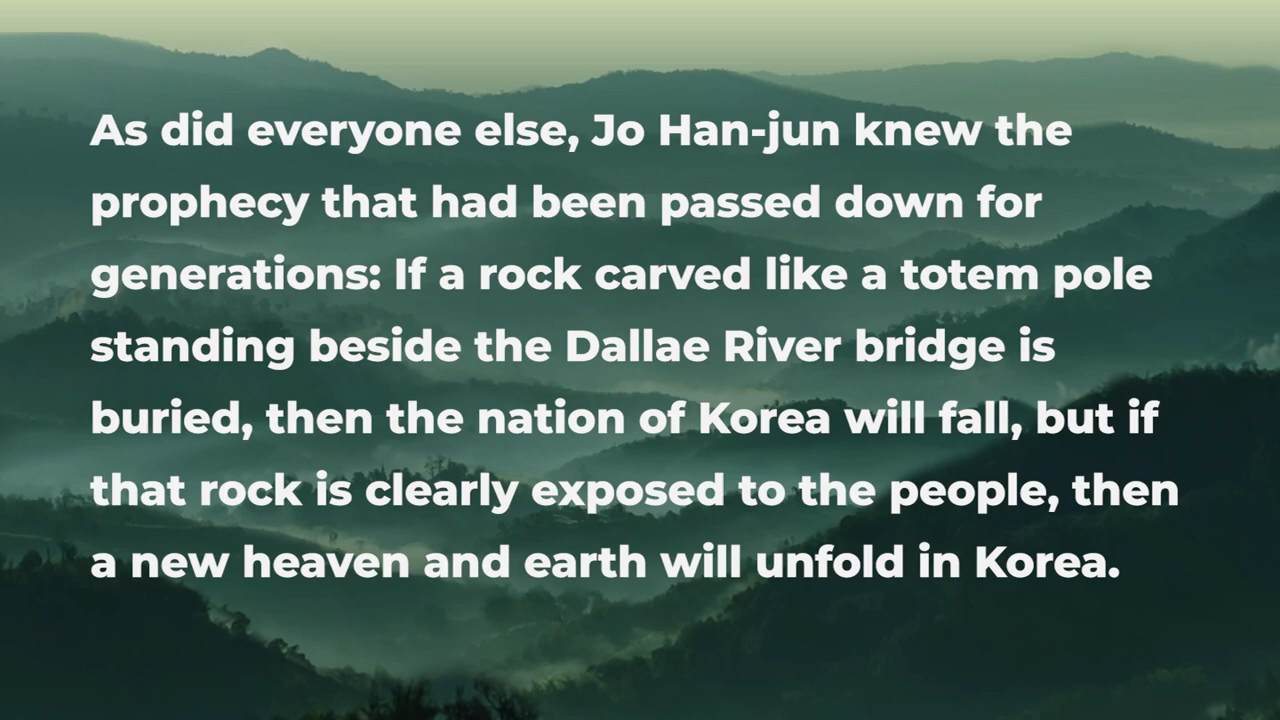 As did everyone else, Jo Han-jun knew the
prophecy that had been passed down for
generations: If a rock carved like a totem pole
standing beside the Dallae River bridge is
buried, then the nation of Korea will fall, but if
that rock is clearly exposed to the people, then
a new heaven and earth will unfold in Korea.